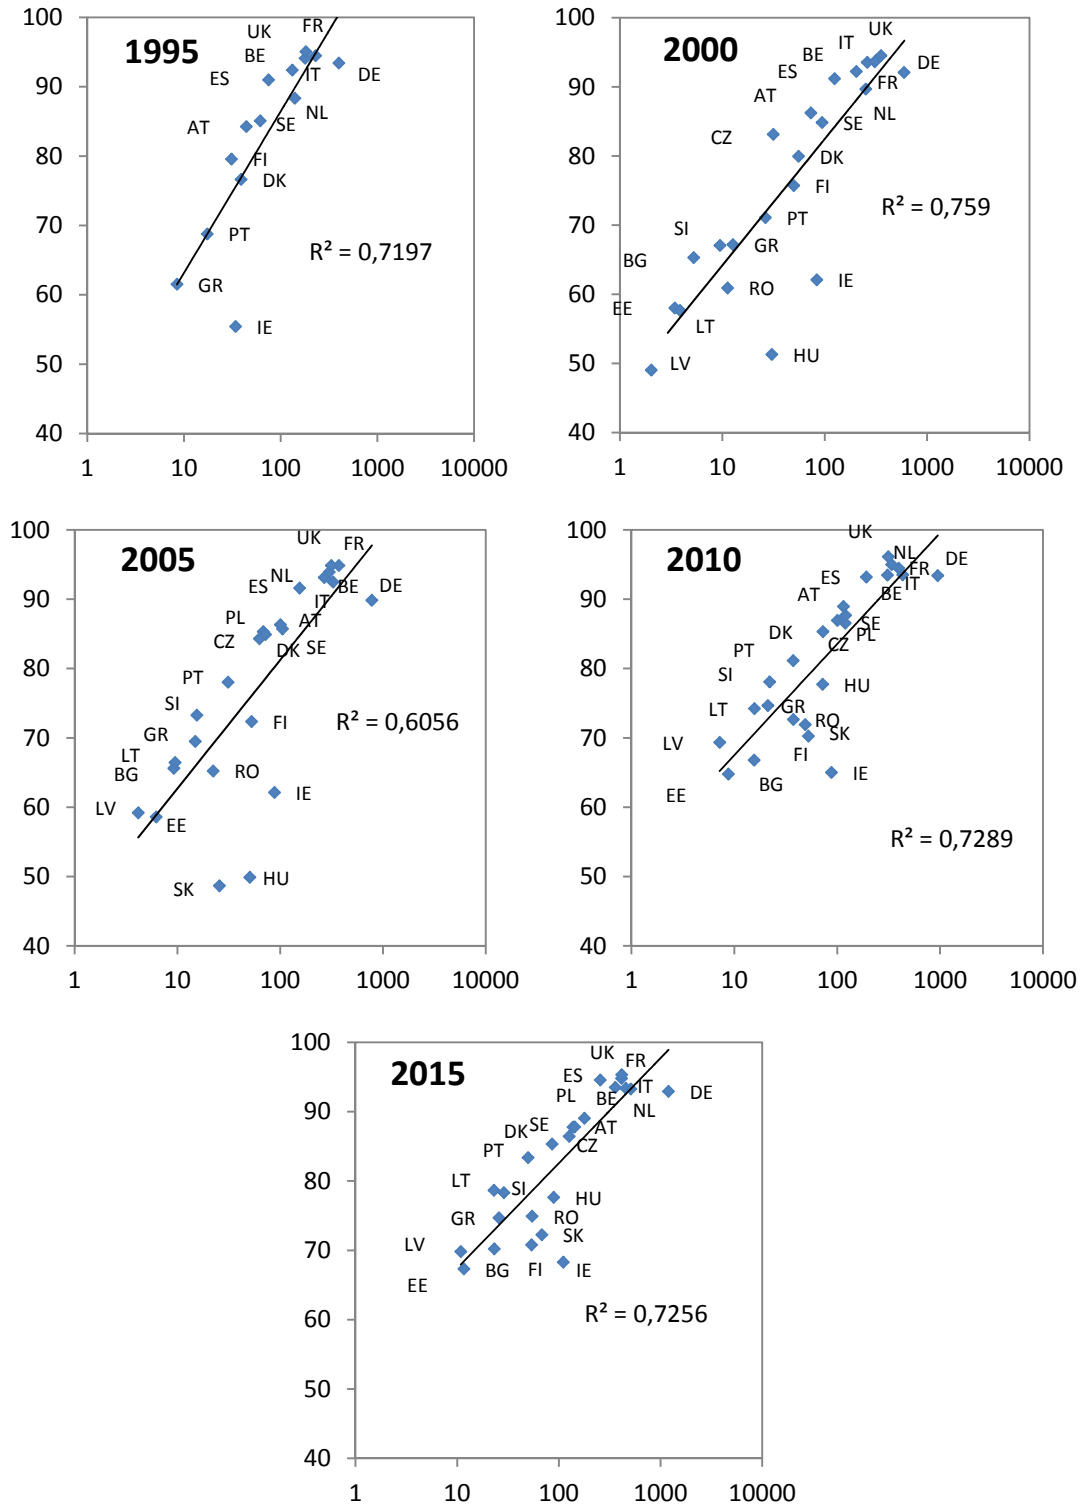 1995
100
90
80
70
60
50
40
1 10 100 1000 10000
UK FR
BE IT DE
ES NL
AT SE
FI
DK
PT
GR
IE
R² = 0,7197
2000
100
90
80
70
60
50
40
1 10 100 1000 10000
IT UK
BE DE
ES FR
AT NL
CZ SE
DK
FI
SI PT
BG GR
RO IE
EE LT
LV HU
R² = 0,759
2005
100
90
80
70
60
50
40
1 10 100 1000 10000
UK FR
ES NL BE DE
IT
PL AT
CZ DK SE
PT
SI FI
GR
LT
BG RO IE
LV EE
SK HU
R² = 0,6056
2010
100
90
80
70
60
50
40
1 10 100 1000 10000
UK NL DE
ES FR IT
AT BE
DK SE PL
PT CZ
SI HU
LT GR RO
LV FI SK
EE BG IE
R² = 0,7289
2015
100
90
80
70
60
50
40
1 10 100 1000 10000
UK FR
ES IT DE
PL BE NL
DK SE AT
PT CZ
LT SI HU
GR RO
LV SK
EE BG FI IE
R² = 0,7256